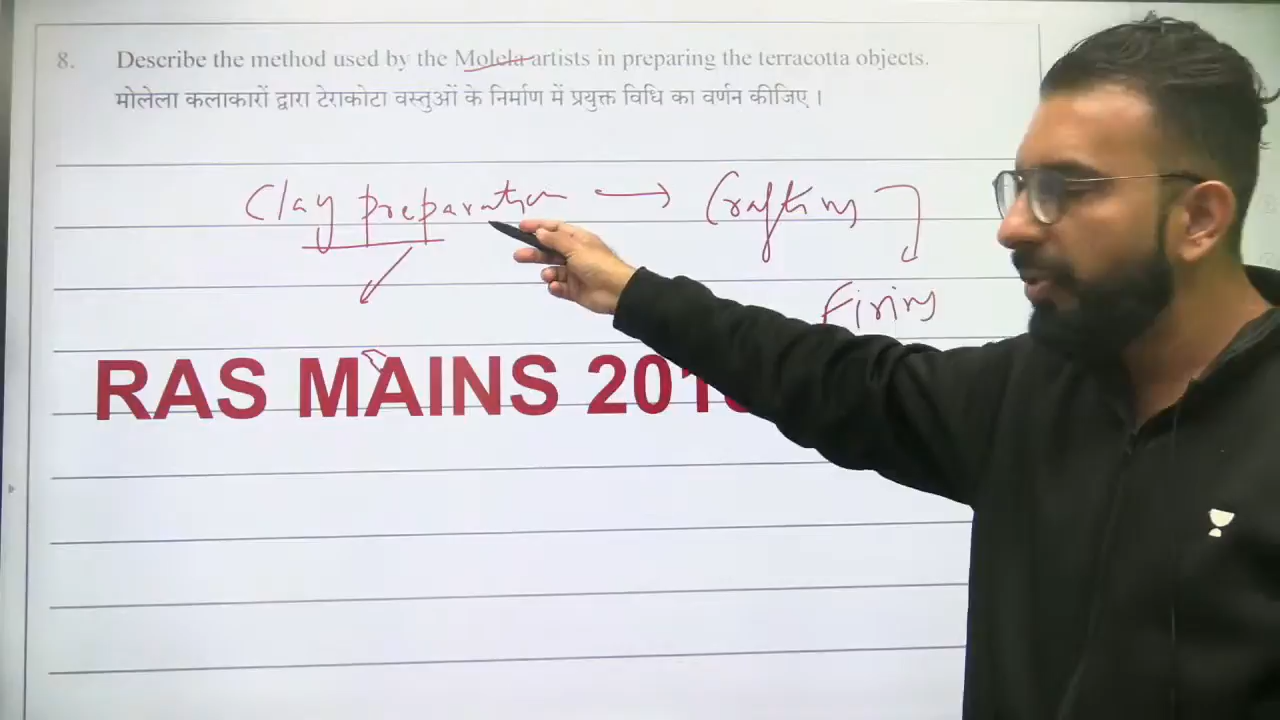 8. Describe the method used by the Molela artists in preparing the terracotta objects.
मोलेला कलाकारों द्वारा टेराकोटा वस्तुओं के निर्माण में प्रयुक्त विधि का वर्णन कीजिए ।
Clay preparation → Crafting
Firing
RAS MAINS